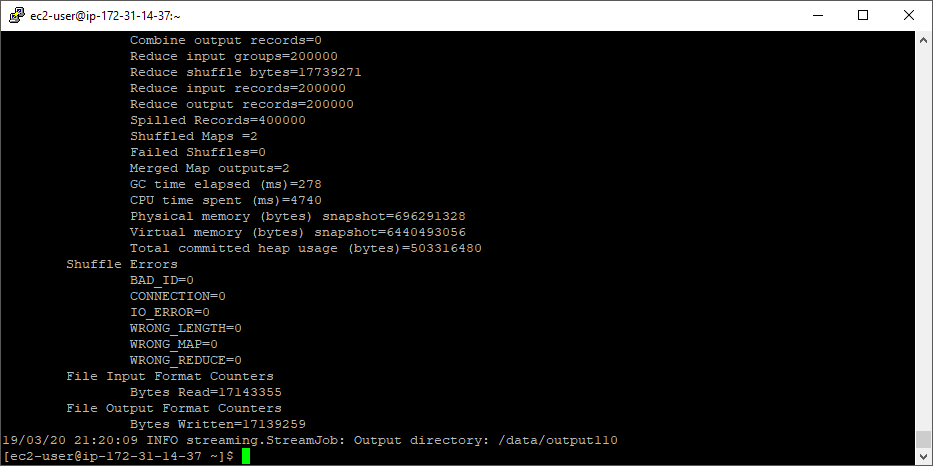 ec2-user@ip-172-31-14-37:~
Combine output records=0
Reduce input groups=200000
Reduce shuffle bytes=17739271
Reduce input records=200000
Reduce output records=200000
Spilled Records=400000
Shuffled Maps =2
Failed Shuffles=0
Merged Map outputs=2
GC time elapsed (ms)=278
CPU time spent (ms)=4740
Physical memory (bytes) snapshot=696291328
Virtual memory (bytes) snapshot=6440493056
Total committed heap usage (bytes)=503316480
Shuffle Errors
BAD_ID=0
CONNECTION=0
IO_ERROR=0
WRONG_LENGTH=0
WRONG_MAP=0
WRONG_REDUCE=0
File Input Format Counters
Bytes Read=17143355
File Output Format Counters
Bytes Written=17139259
19/03/20 21:20:09 INFO streaming.StreamJob: Output directory: /data/output110
[ec2-user@ip-172-31-14-37 ~]$